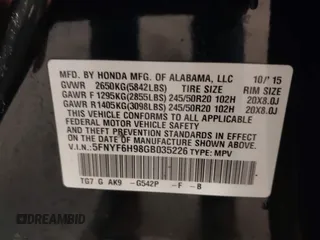 MFD. BY HONDA MFG. OF ALABAMA, LLC 10/'15
GVWR 2650KG(5842LBS) TIRE SIZE RIM SIZE
GAWR F 1295KG(2855LBS) 245/50R20 102H 20X8.0J
GAWR R 1405KG(3098LBS) 245/50R20 102H 20X8.0J
THIS VEHICLE CONFORMS TO ALL APPLICABLE
FEDERAL MOTOR VEHICLE SAFETY AND
THEFT PREVENTION STANDARDS IN EFFECT ON
THE DATE OF MANUFACTURE SHOWN ABOVE.
V.I.N.: 5FNYF6H98GB035226 TYPE: MPV
TG7 G AK9 -G542P -F -B
DREAMBID